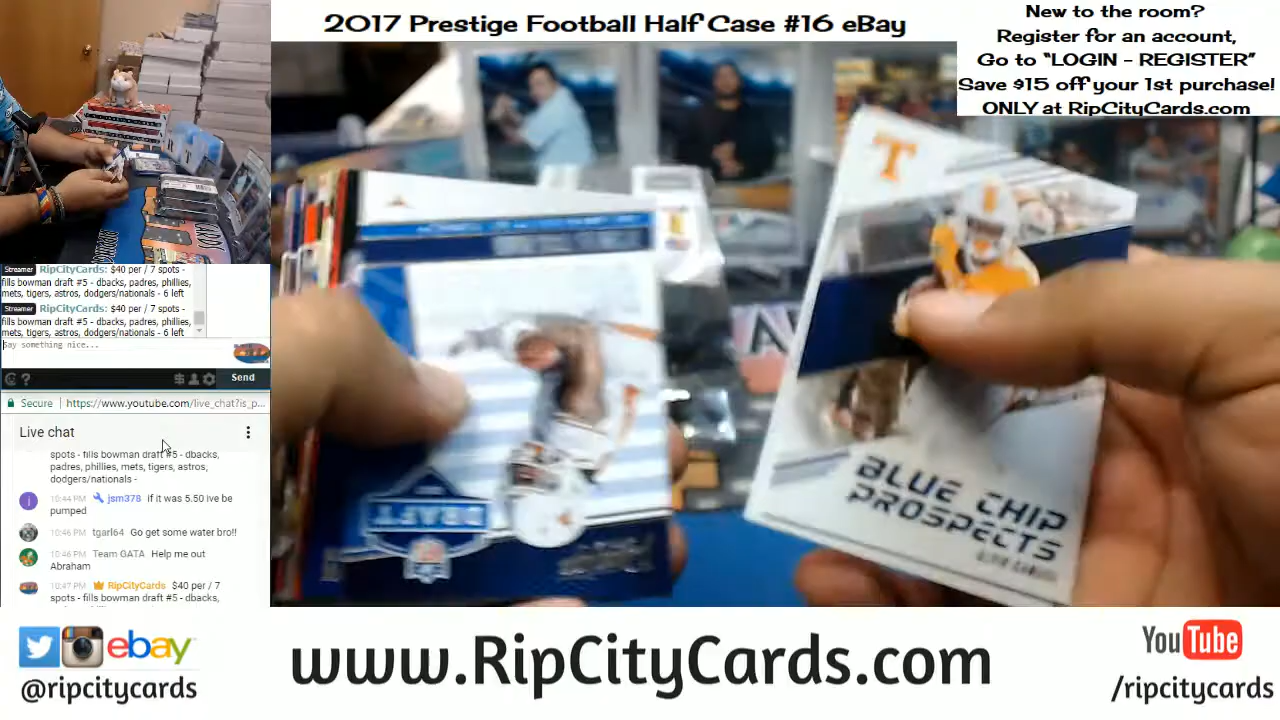 2017 Prestige Football Half Case #16 eBay
New to the room?
Register for an account,
Go to “LOGIN - REGISTER”
Save $15 off your 1st purchase!
ONLY at RipCityCards.com
T
BLUE CHIP
PROSPECTS
DRAFT
Streamer RipCityCards: $40 per / 7 spots -
fills bowman draft #5 - dbacks, padres, phillies,
mets, tigers, astros, dodgers/nationals - 6 left
Streamer RipCityCards: $40 per / 7 spots -
fills bowman draft #5 - dbacks, padres, phillies,
mets, tigers, astros, dodgers/nationals - 6 left
Say something nice...
Send
Secure https://www.youtube.com/live_chat?is_p...
Live chat
spots - fills bowman draft #5 - dbacks,
padres, phillies, mets, tigers, astros,
dodgers/nationals -
10:44 PM jsm378 if it was 5.50 ive be
pumped
10:46 PM tgarl64 Go get some water bro!!
10:46 PM Team GATA Help me out
Abraham
10:47 PM RipCityCards $40 per / 7
spots - fills bowman draft #5 - dbacks,
ebay
@ripcitycards
www.RipCityCards.com
YouTube
/ripcitycards